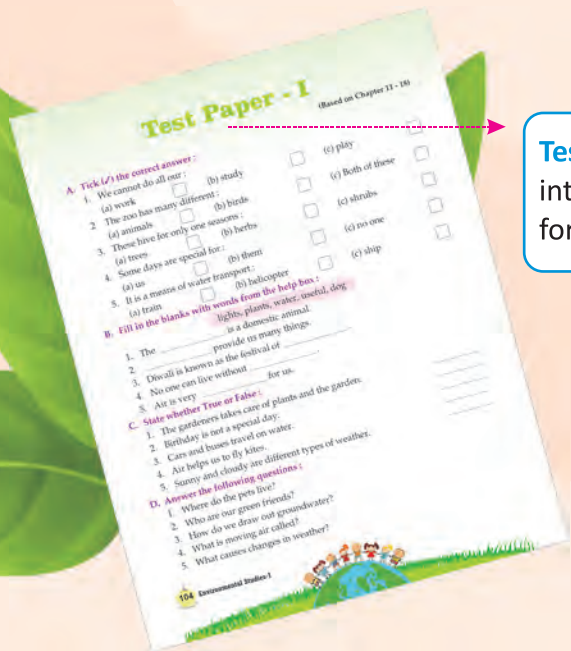 Test Paper - I
(Based on Chapter 11 - 18)
A. Tick (✓) the correct answer :
1. We cannot do all our :
(a) work (b) study (c) play
2 The zoo has many different :
(a) animals (b) birds (c) Both of these
3. These hive for only one seasons :
(a) trees (b) herbs (c) shrubs
4. Some days are special for :
(a) us (b) them (c) no one
5. It is a means of water transport :
(a) train (b) helicopter (c) ship
B. Fill in the blanks with words from the help box :
lights, plants, water, useful, dog
1. The ____________ is a domestic animal.
2. ____________ provide us many things.
3. Diwali is known as the festival of ____________.
4. No one can live without ____________.
5. Air is very ____________ for us.
C. State whether True or False :
1. The gardeners take care of plants and the garden.
2. Birthday is not a special day.
3. Cars and buses travel on water.
4. Air helps us to fly kites.
5. Sunny and cloudy are different types of weather.
D. Answer the following questions :
1. Where do the pets live?
2. Who are our green friends?
3. How do we draw out groundwater?
4. What is moving air called?
5. What causes changes in weather?
104 Environmental Studies-1
Tes
int
for